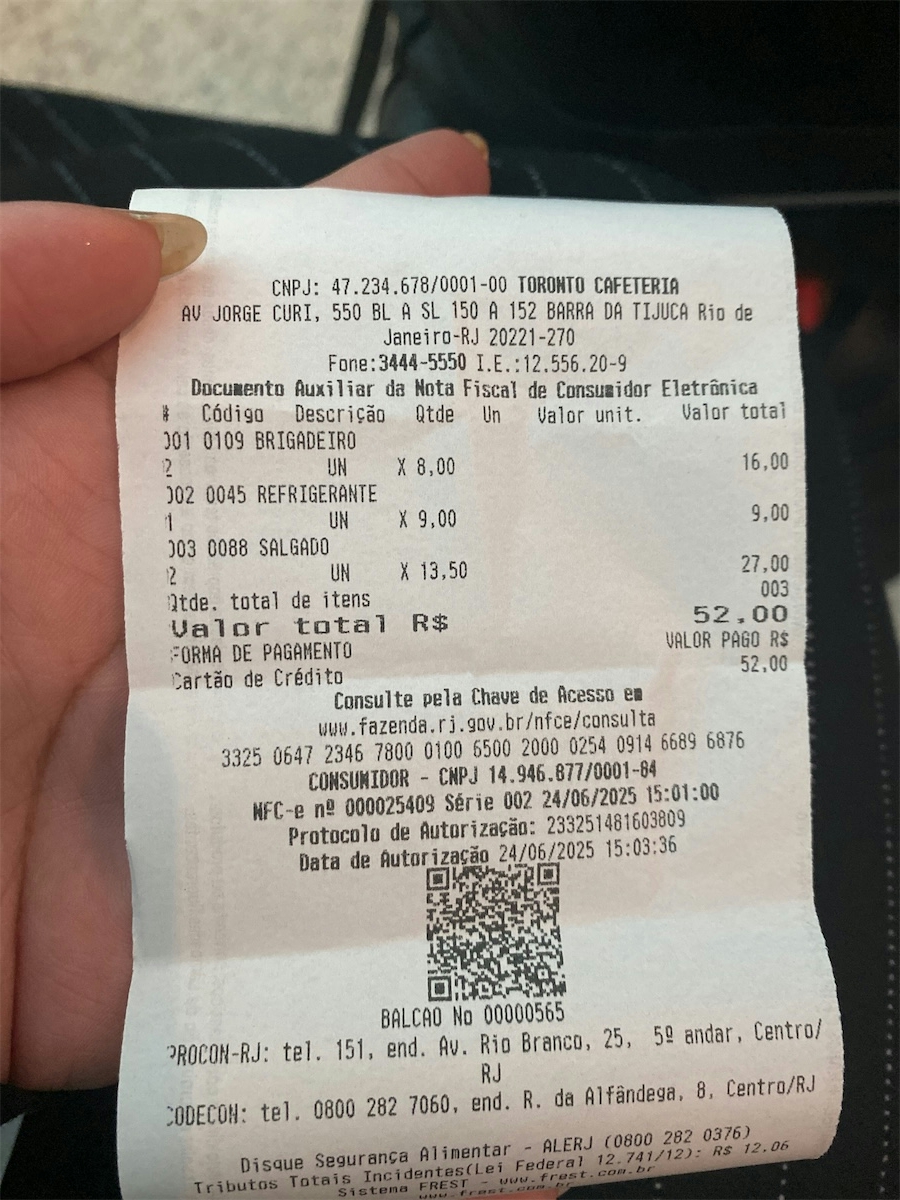 CNPJ: 47.234.678/0001-00 TORONTO CAFETERIA
AV JORGE CURI, 550 BL A SL 150 A 152 BARRA DA TIJUCA Rio de
Janeiro-RJ 20221-270
Fone:3444-5550 I.E.:12.556.20-9
Documento Auxiliar da Nota Fiscal de Consumidor Eletrônica
# Código Descrição Qtde Un Valor unit. Valor total
001 0109 BRIGADEIRO
2 UN X 8,00 16,00
002 0045 REFRIGERANTE
1 UN X 9,00 9,00
003 0088 SALGADO
2 UN X 13,50 27,00
Qtde. total de itens 003
Valor total R$ 52,00
FORMA DE PAGAMENTO VALOR PAGO R$
Cartão de Crédito 52,00
Consulte pela Chave de Acesso em
www.fazenda.rj.gov.br/nfce/consulta
3325 0647 2346 7800 0100 6500 2000 0254 0914 6689 6876
CONSUMIDOR - CNPJ 14.946.877/0001-84
NFC-e nº 000025409 Série 002 24/06/2025 15:01:00
Protocolo de Autorização: 233251481603809
Data de Autorização 24/06/2025 15:03:36
BALCAO No 00000565
PROCON-RJ: tel. 151, end. Av. Rio Branco, 25, 5º andar, Centro/
RJ
CODECON: tel. 0800 282 7060, end. R. da Alfândega, 8, Centro/RJ
Disque Segurança Alimentar - ALERJ (0800 282 0376)
Tributos Totais Incidentes(Lei Federal 12.741/12): R$ 12,06
Sistema FREST - www.frest.com.br
www.frest.com.br